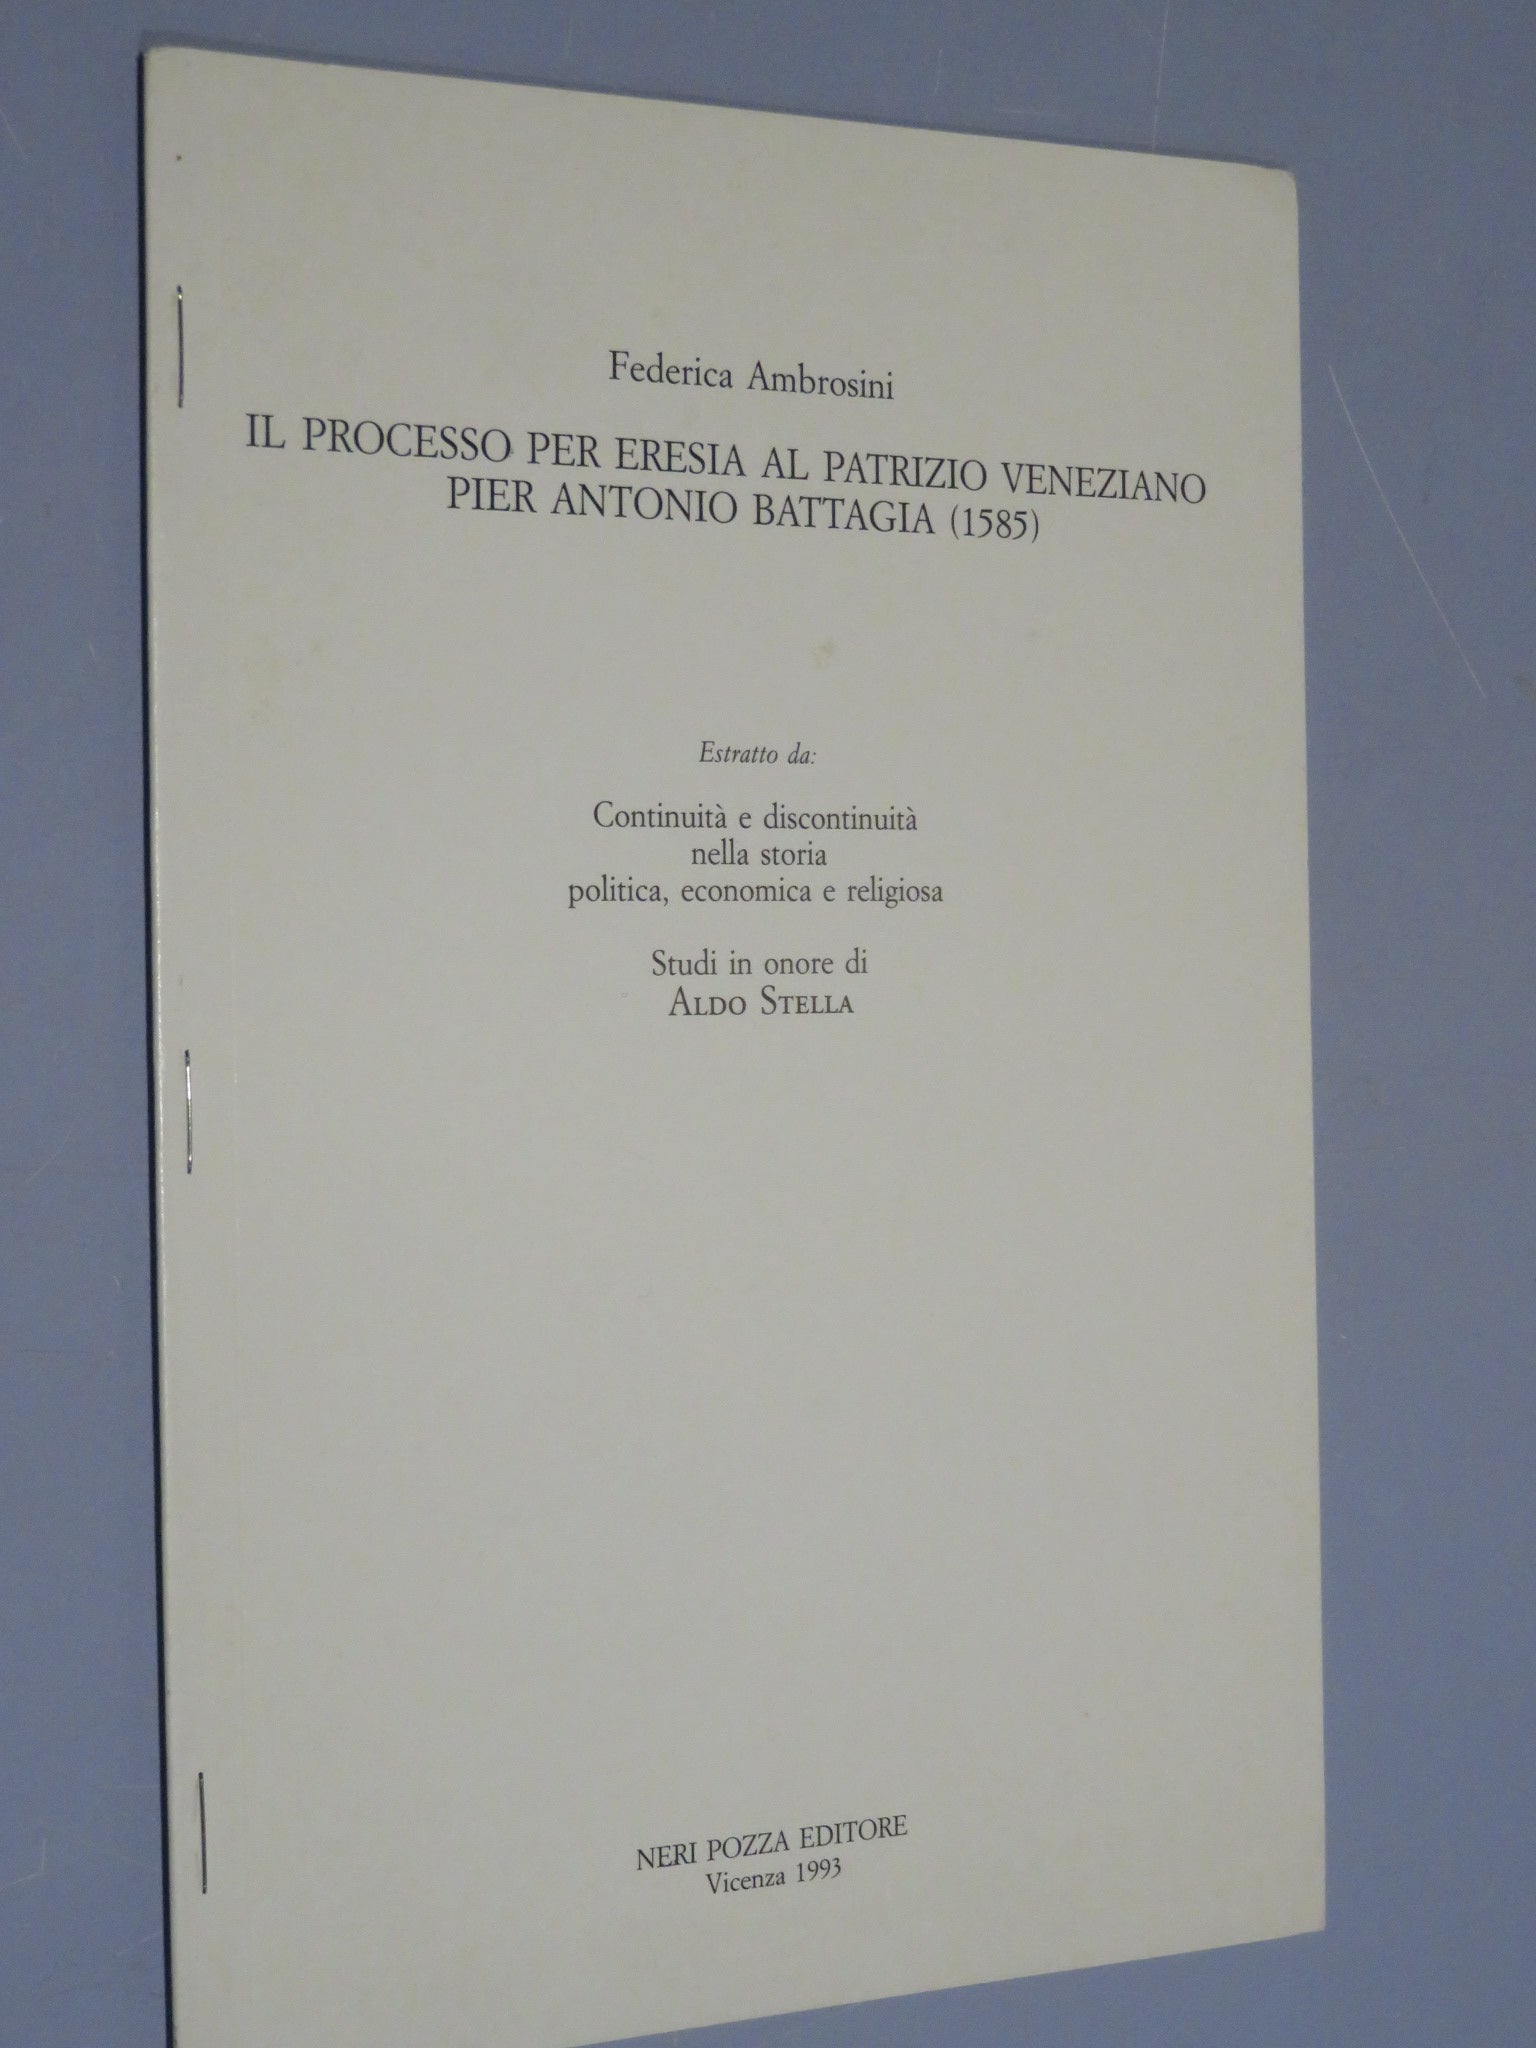 Federica Ambrosini
IL PROCESSO PER ERESIA AL PATRIZIO VENEZIANO
PIER ANTONIO BATTAGIA (1585)
Estratto da:
Continuità e discontinuità
nella storia
politica, economica e religiosa
Studi in onore di
ALDO STELLA
NERI POZZA EDITORE
Vicenza 1993